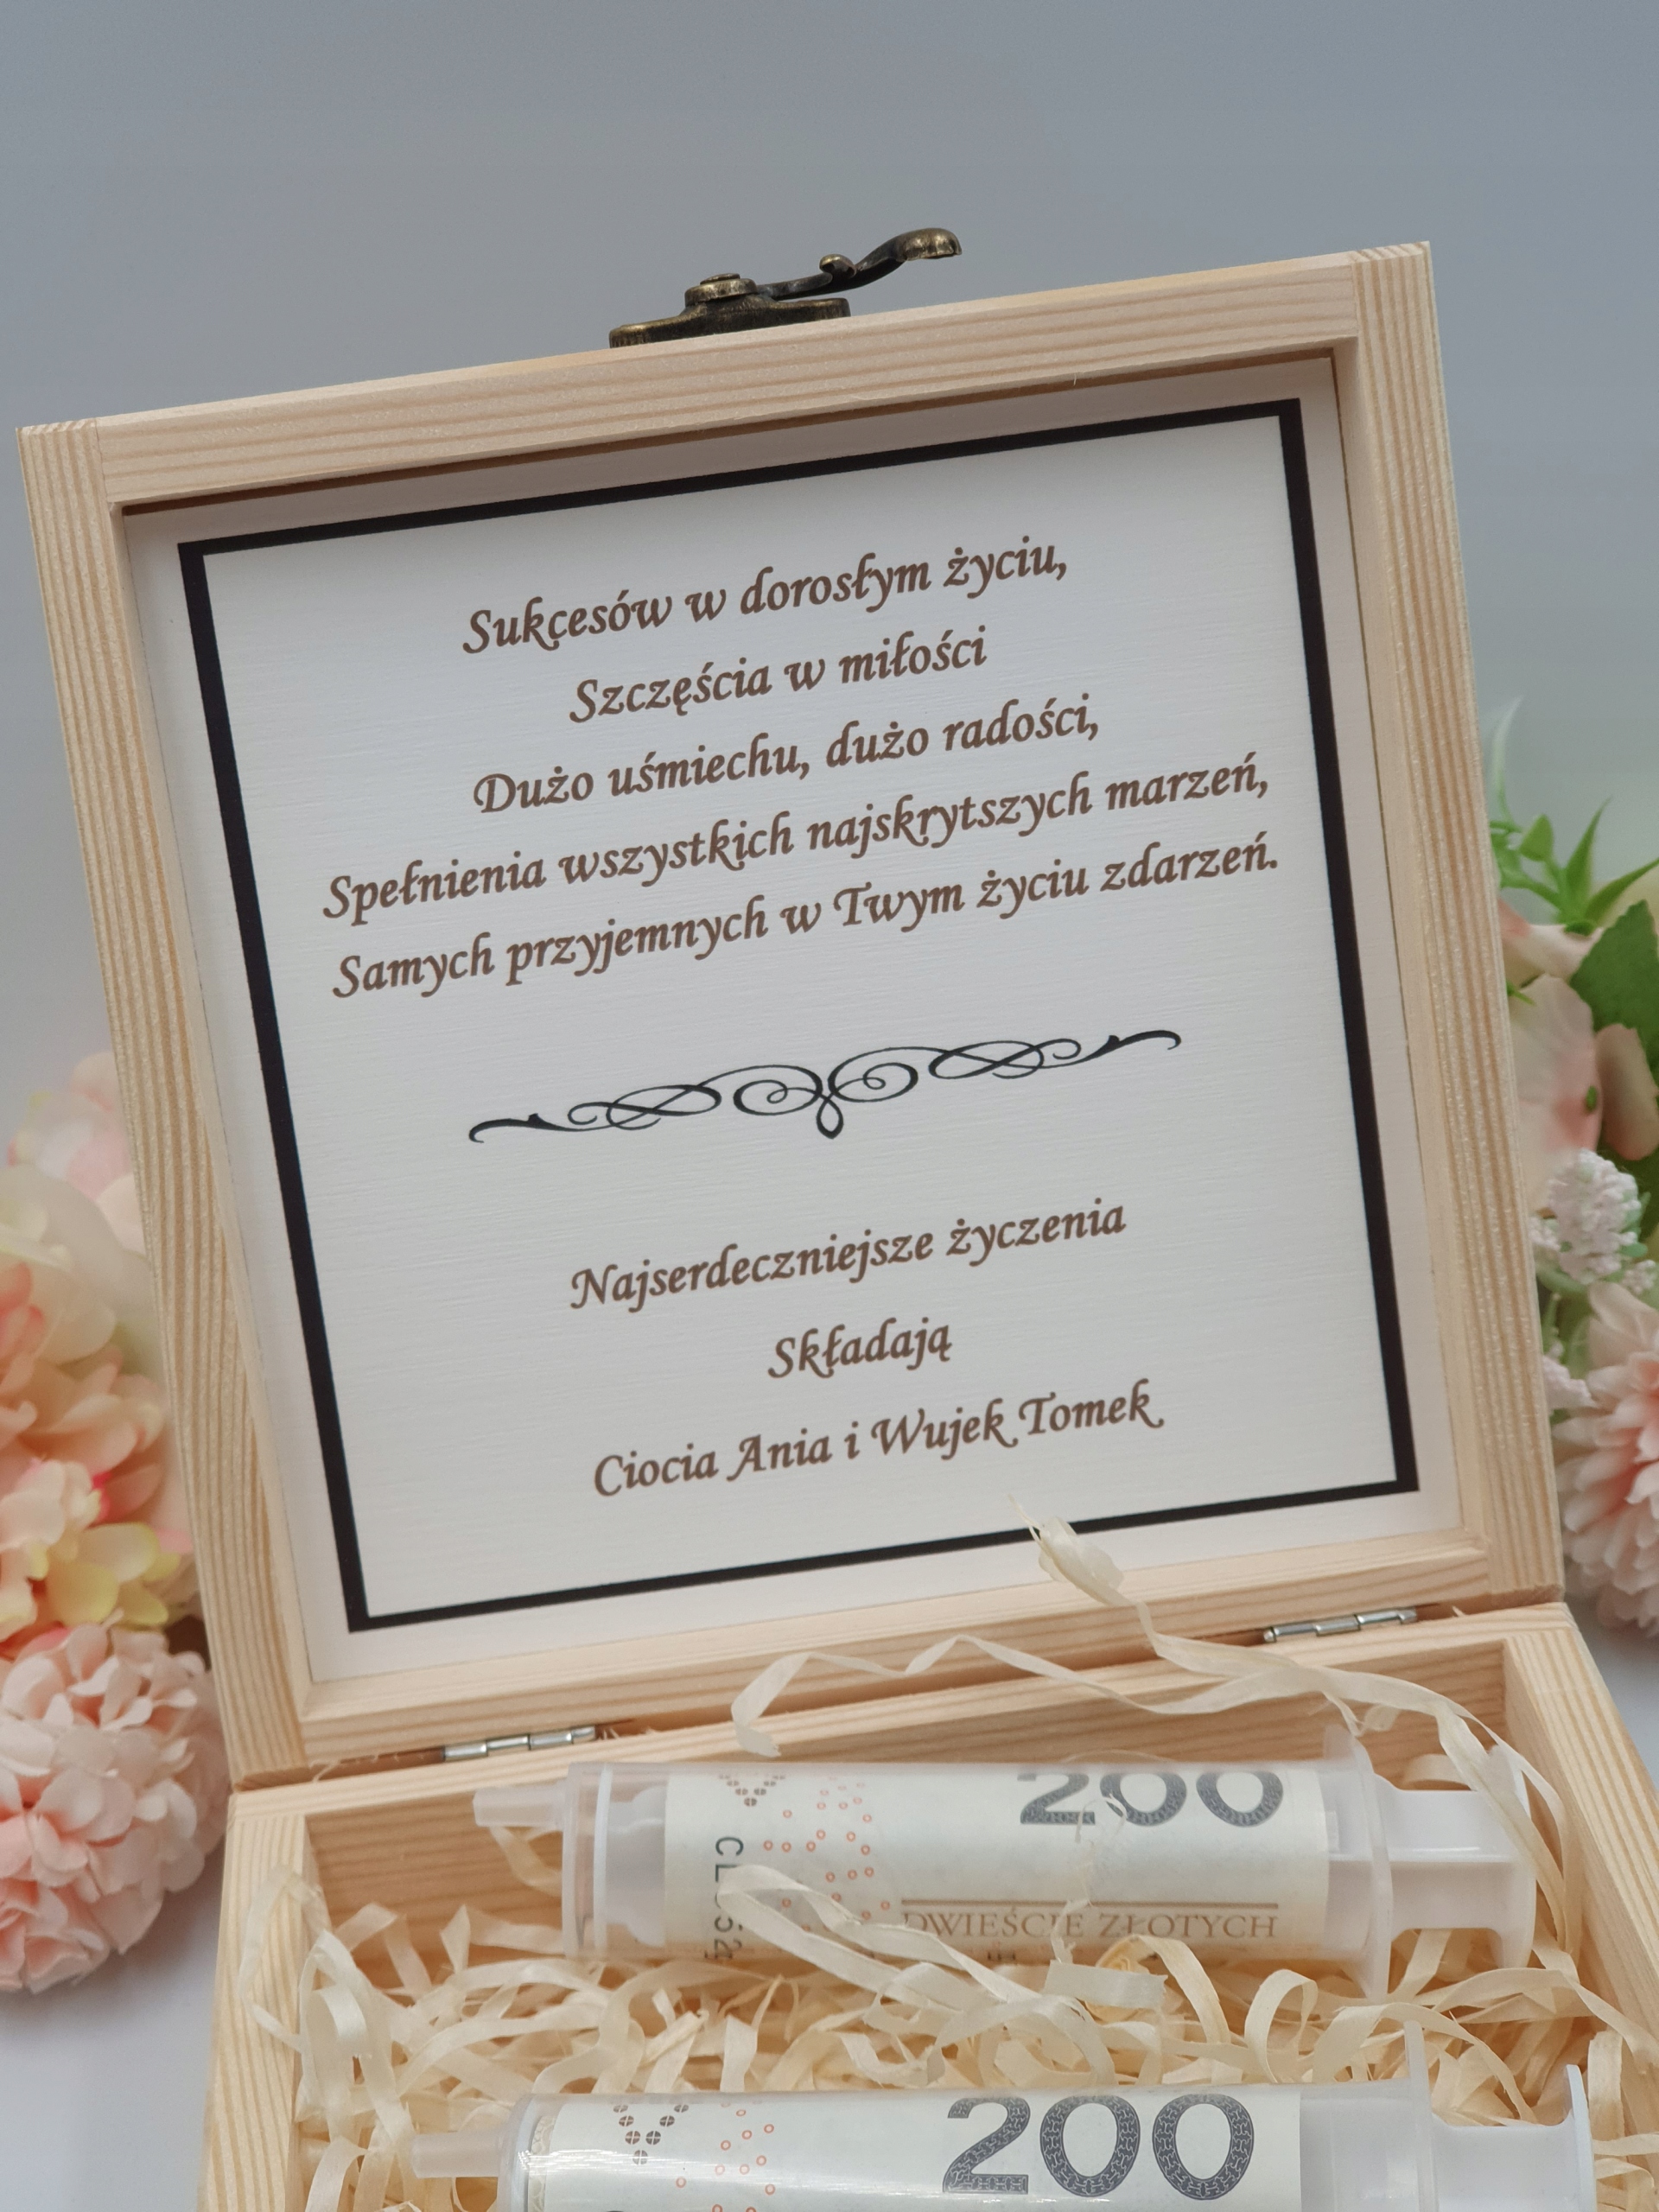 Sukcesów w dorosłym życiu,
Szczęścia w miłości
Dużo uśmiechu, dużo radości,
Spełnienia wszystkich najskrytszych marzeń,
Samych przyjemnych w Twym życiu zdarzeń.
Najserdeczniejsze życzenia
Składają
Ciocia Ania i Wujek Tomek
200
DWIEŚCIE ZŁOTYCH
200